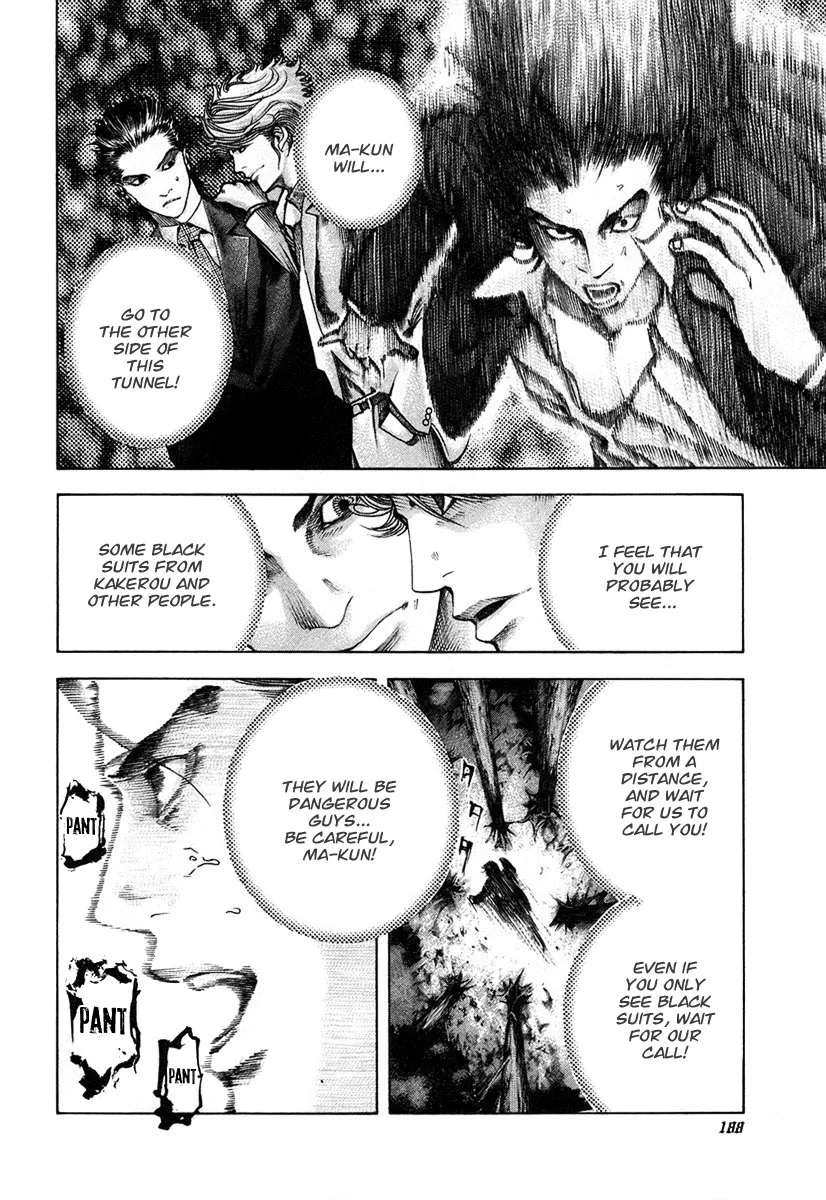 MA-KUN
WILL...
GO TO
THE OTHER
SIDE OF
THIS
TUNNEL!
I FEEL THAT
YOU WILL
PROBABLY
SEE...
SOME BLACK
SUITS FROM
KAKEROU AND
OTHER PEOPLE.
WATCH THEM
FROM A
DISTANCE,
AND WAIT
FOR US TO
CALL YOU!
EVEN IF
YOU ONLY
SEE BLACK
SUITS, WAIT
FOR OUR
CALL!
タ
タ
タ
THEY WILL BE
DANGEROUS
GUYS...
BE CAREFUL,
MA-KUN!
PANT
PANT
PANT
188